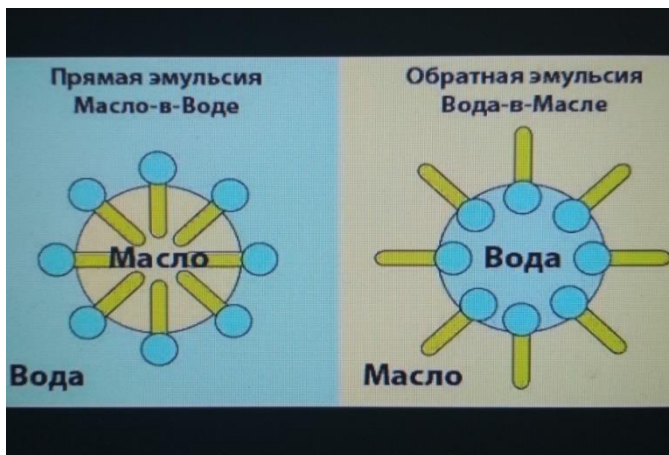 Прямая эмульсия
Масло-в-Воде
Масло
Вода
Обратная эмульсия
Вода-в-Масле
Вода
Масло